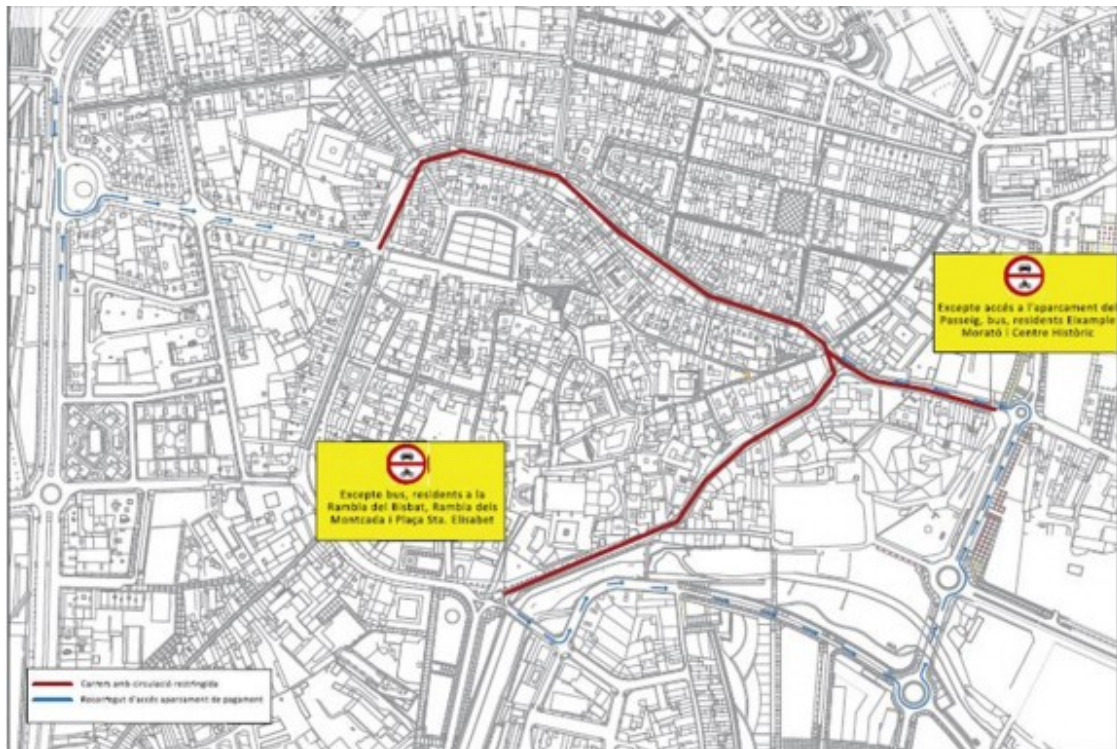 Excepte accés a l'aparcament del
Passeig, bus, residents Eixample
Morató i Centre Històric
Excepte bus, residents a la
Rambla del Bisbat, Rambla dels
Montcada i Plaça Sta. Elisabet
Carrers amb circulació restringida
Recorregut d'accés aparcament de pagament